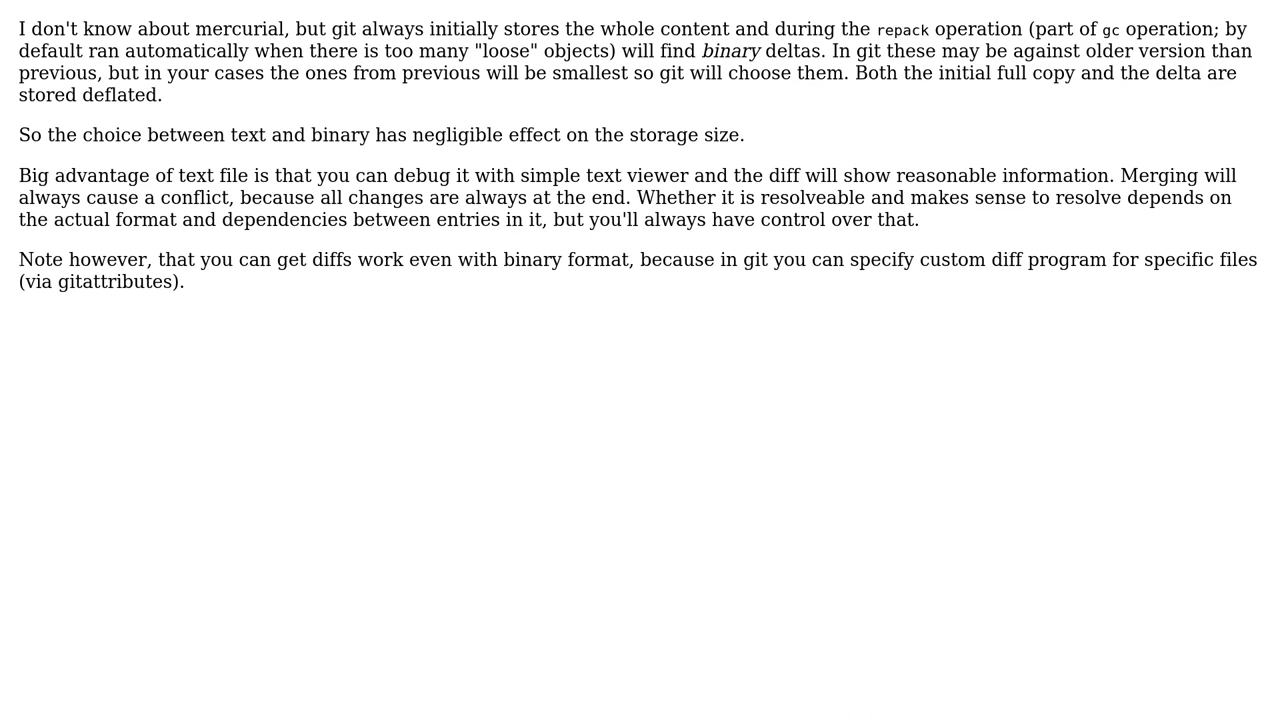 I don't know about mercurial, but git always initially stores the whole content and during the repack operation (part of gc operation; by
default ran automatically when there is too many "loose" objects) will find binary deltas. In git these may be against older version than
previous, but in your cases the ones from previous will be smallest so git will choose them. Both the initial full copy and the delta are
stored deflated.
So the choice between text and binary has negligible effect on the storage size.
Big advantage of text file is that you can debug it with simple text viewer and the diff will show reasonable information. Merging will
always cause a conflict, because all changes are always at the end. Whether it is resolveable and makes sense to resolve depends on
the actual format and dependencies between entries in it, but you'll always have control over that.
Note however, that you can get diffs work even with binary format, because in git you can specify custom diff program for specific files
(via gitattributes).